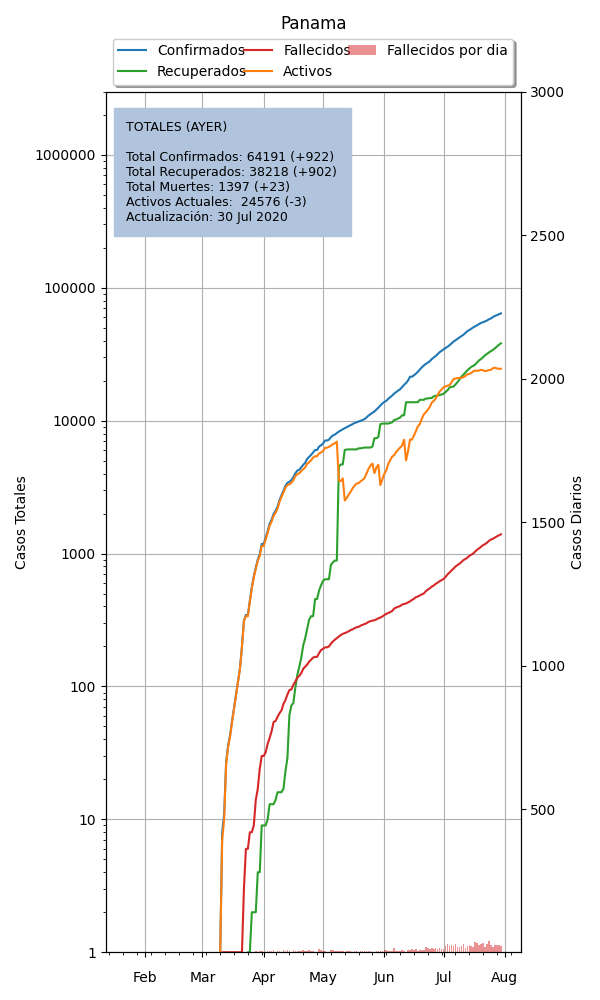 Panama
Confirmados
Recuperados
Fallecidos
Activos
Fallecidos por dia
TOTALES (AYER)
Total Confirmados: 64191 (+922)
Total Recuperados: 38218 (+902)
Total Muertes: 1397 (+23)
Activos Actuales:  24576 (-3)
Actualización: 30 Jul 2020
Casos Totales
1000000
100000
10000
1000
100
10
1
3000
2500
2000
1500
1000
500
Casos Diarios
Feb Mar Apr May Jun Jul Aug